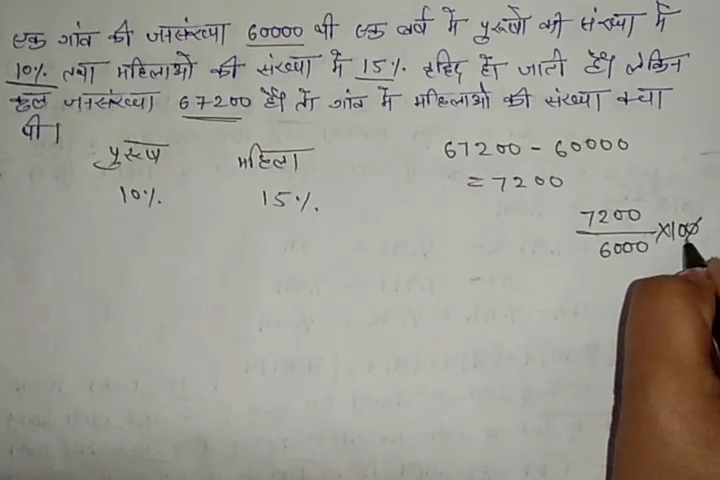 एक गांव की जनसंख्या 60000 थी एक वर्ष में पुरूषो की संख्या में
10% तथा महिलाओ की संख्या में 15% वृद्दि हो जाती है। लेकिन
कुल जनसंख्या 67200 है। तो गांव में महिलाओ की संख्या क्या
थी।
पुरूष महिला 67200 - 60000
10% 15% = 7200
7200
6000 ×100